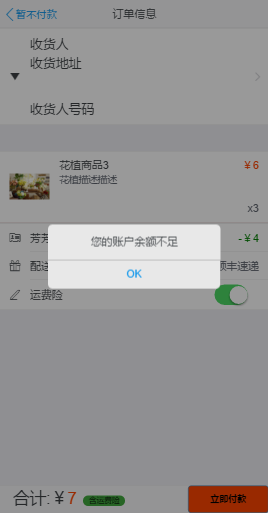 暂不付款 订单信息
收货人
收货地址
收货人号码
花植商品3 ¥6
花植描述描述
x3
芳 -¥4
您的账户余额不足
配送 顺丰速递
OK
运费险
合计:¥7 含运费险 立即付款